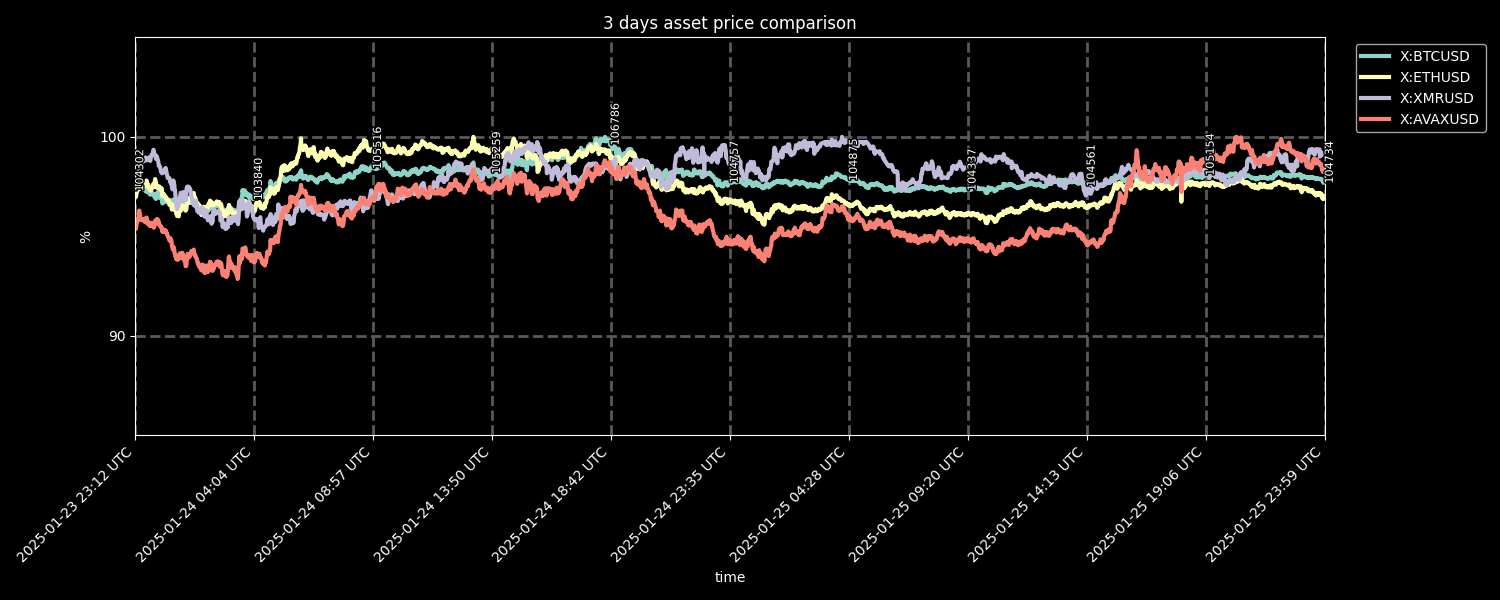 3 days asset price comparison
X:BTCUSD
X:ETHUSD
X:XMRUSD
X:AVAXUSD
100
90
%
104302
103840
105516
105259
106786
104757
104875
104337
104561
105154
104734
2025-01-23 23:12 UTC
2025-01-24 04:04 UTC
2025-01-24 08:57 UTC
2025-01-24 13:50 UTC
2025-01-24 18:42 UTC
2025-01-24 23:35 UTC
2025-01-25 04:28 UTC
2025-01-25 09:20 UTC
2025-01-25 14:13 UTC
2025-01-25 19:06 UTC
2025-01-25 23:59 UTC
time